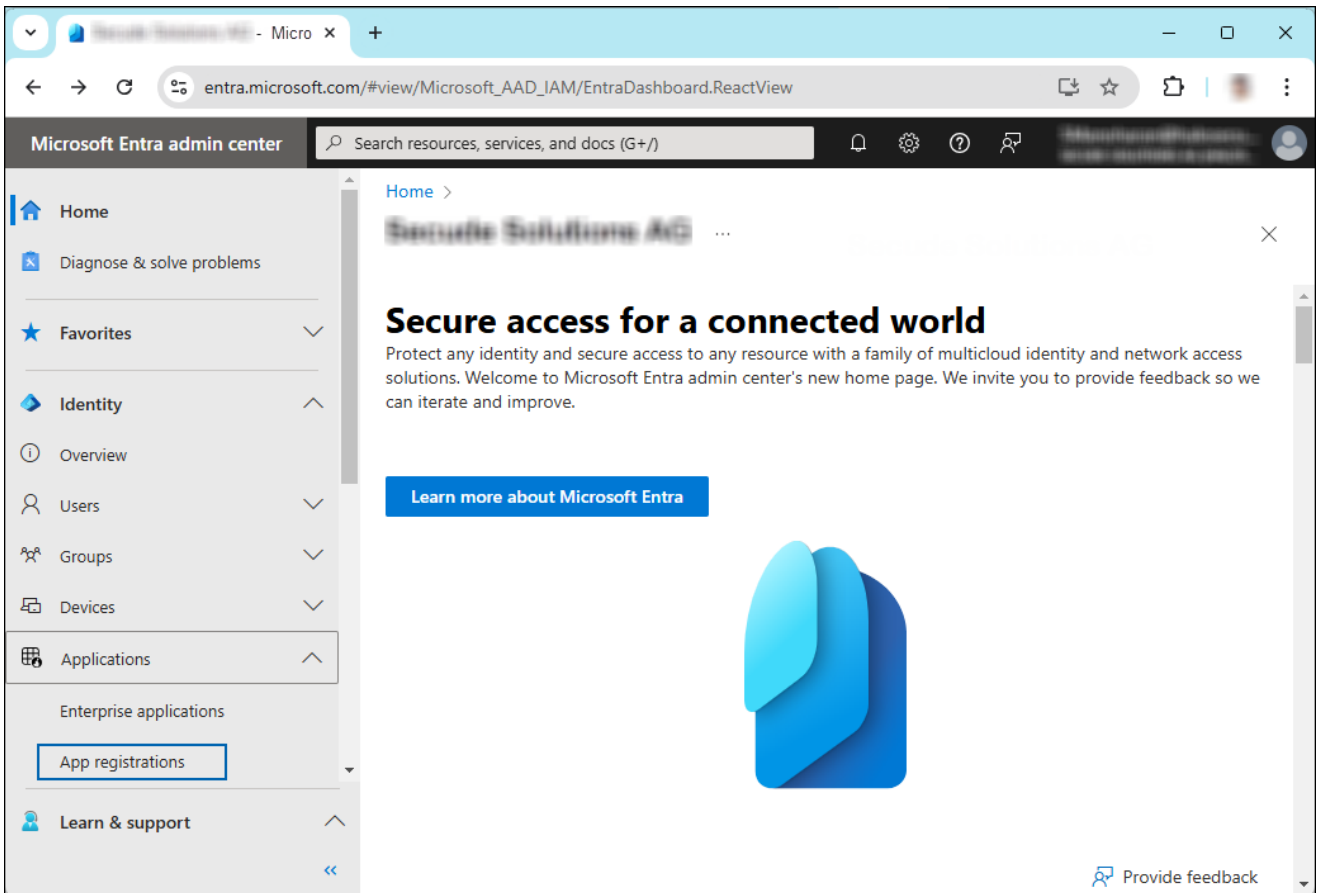 - Micro
entra.microsoft.com/#view/Microsoft_AAD_IAM/EntraDashboard.ReactView
Microsoft Entra admin center
Search resources, services, and docs (G+/)
Home
Diagnose & solve problems
Favorites
Identity
Overview
Users
Groups
Devices
Applications
Enterprise applications
App registrations
Learn & support
Home >
...
Secure access for a connected world
Protect any identity and secure access to any resource with a family of multicloud identity and network access
solutions. Welcome to Microsoft Entra admin center's new home page. We invite you to provide feedback so we
can iterate and improve.
Learn more about Microsoft Entra
Provide feedback